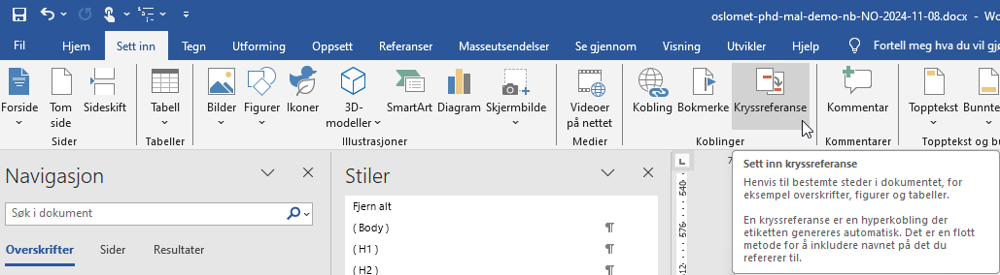 oslomet-phd-mal-demo-nb-NO-2024-11-08.docx -
Fil Hjem Sett inn Tegn Utforming Oppsett Referanser Masseutsendelser Se gjennom Visning Utvikler Hjelp Fortell meg hva du vil
Forside Tom side Sideskift Tabell Bilder Figurer Ikoner 3D-modeller SmartArt Diagram Skjermbilde Videoer på nettet Kobling Bokmerke Kryssreferanse Kommentar Topptekst
Sider Tabeller Illustrasjoner Medier Koblinger Kommentarer Topptekst og
Navigasjon
Søk i dokument
Overskrifter Sider Resultater
Stiler
Fjern alt
( Body ) ¶
( H1 ) ¶
( H2 ) ¶
L
540
576
Sett inn kryssreferanse
Henvis til bestemte steder i dokumentet, for
eksempel overskrifter, figurer og tabeller.
En kryssreferanse er en hyperkobling der
etiketten genereres automatisk. Det er en flott
metode for å inkludere navnet på det du
refererer til.